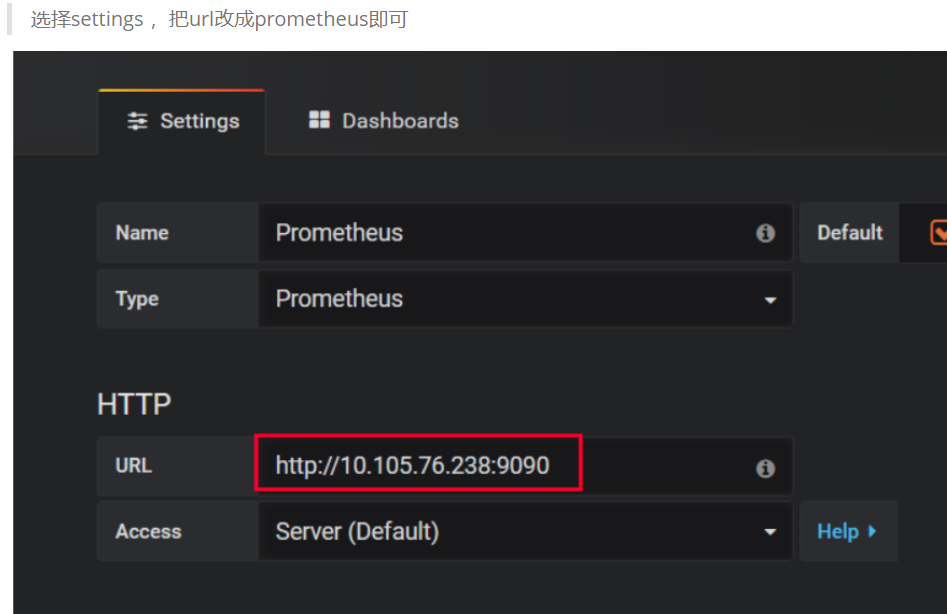 选择settings ，把url改成prometheus即可
Settings
Dashboards
Name
Prometheus
Default
Type
Prometheus
HTTP
URL
http://10.105.76.238:9090
Access
Server (Default)
Help